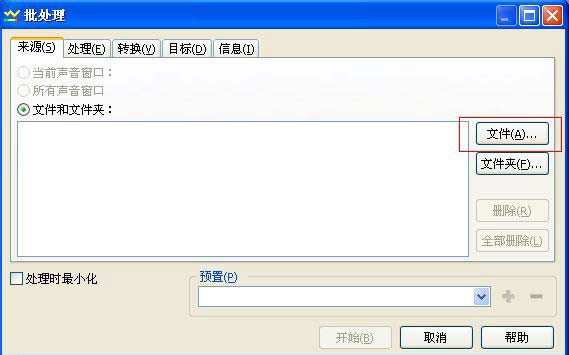 批处理
来源(S) 处理(E) 转换(V) 目标(D) 信息(I)
当前声音窗口：
所有声音窗口
文件和文件夹：
文件(A)...
文件夹(F)...
删除(R)
全部删除(L)
处理时最小化
预置(P)
开始(B) 取消 帮助